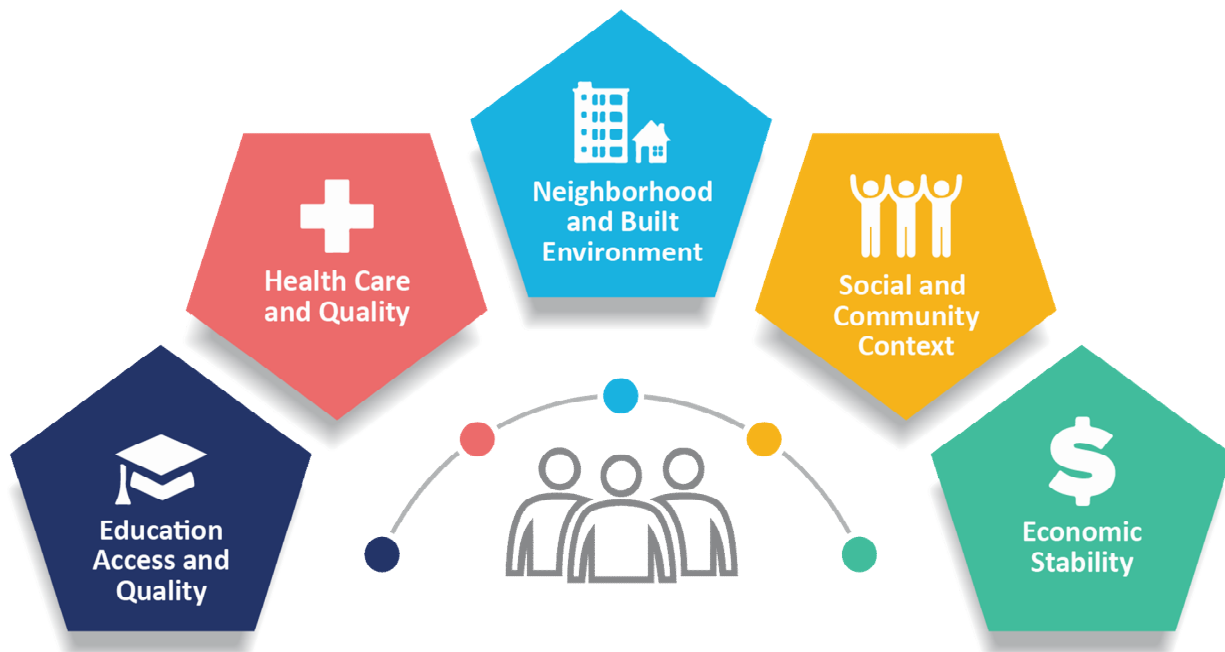 Education
Access and
Quality
Health Care
and Quality
Neighborhood
and Built
Environment
Social and
Community
Context
Economic
Stability